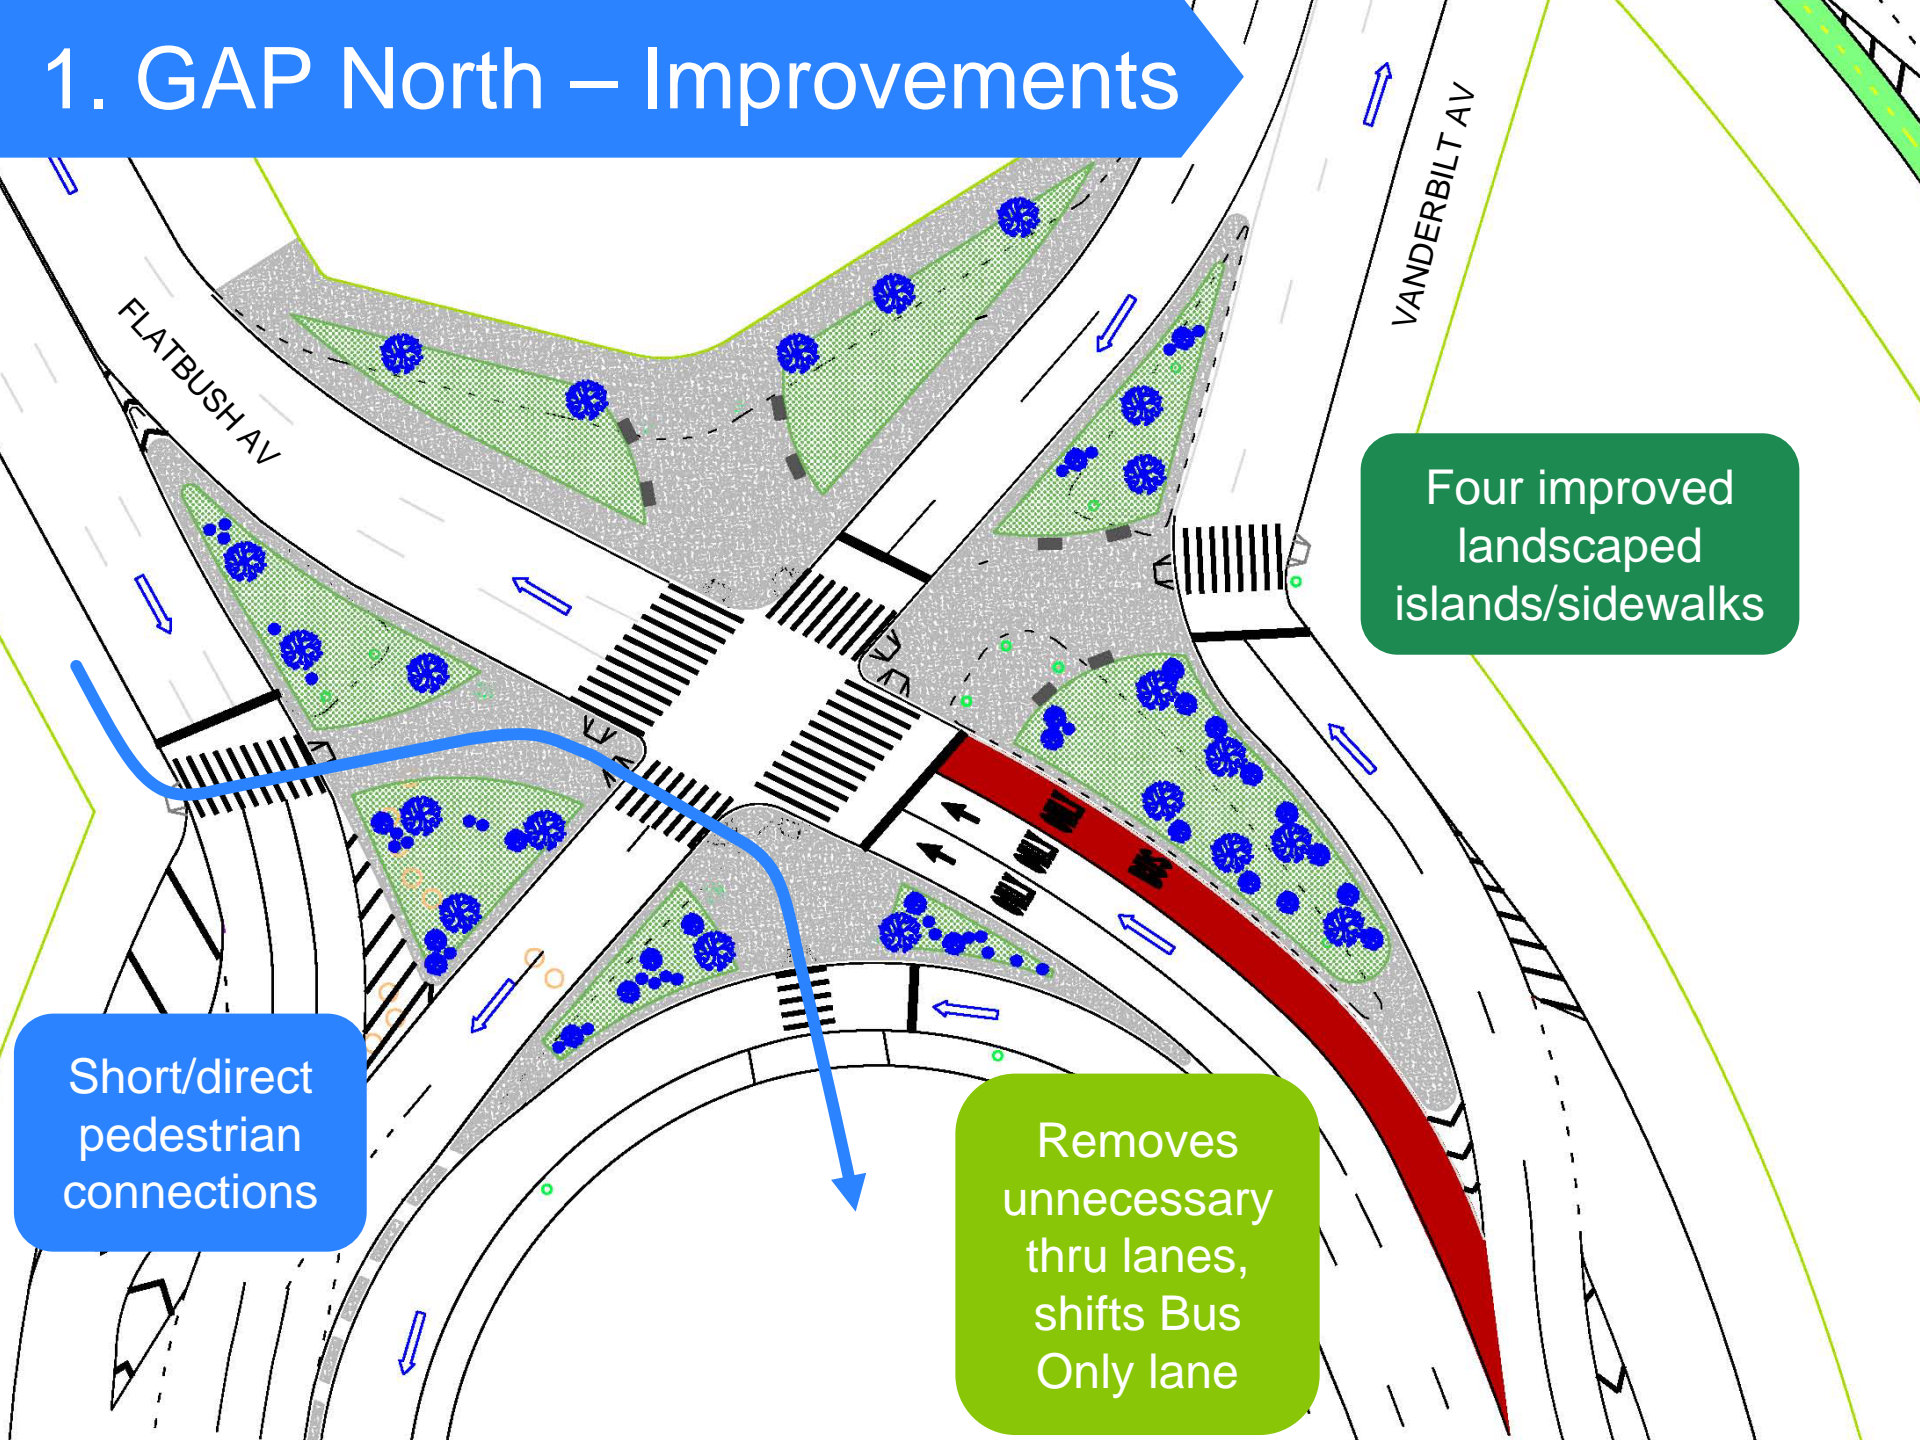 1. GAP North – Improvements
VANDERBILT AV
FLATBUSH AV
Four improved
landscaped
islands/sidewalks
Short/direct
pedestrian
connections
Removes
unnecessary
thru lanes,
shifts Bus
Only lane